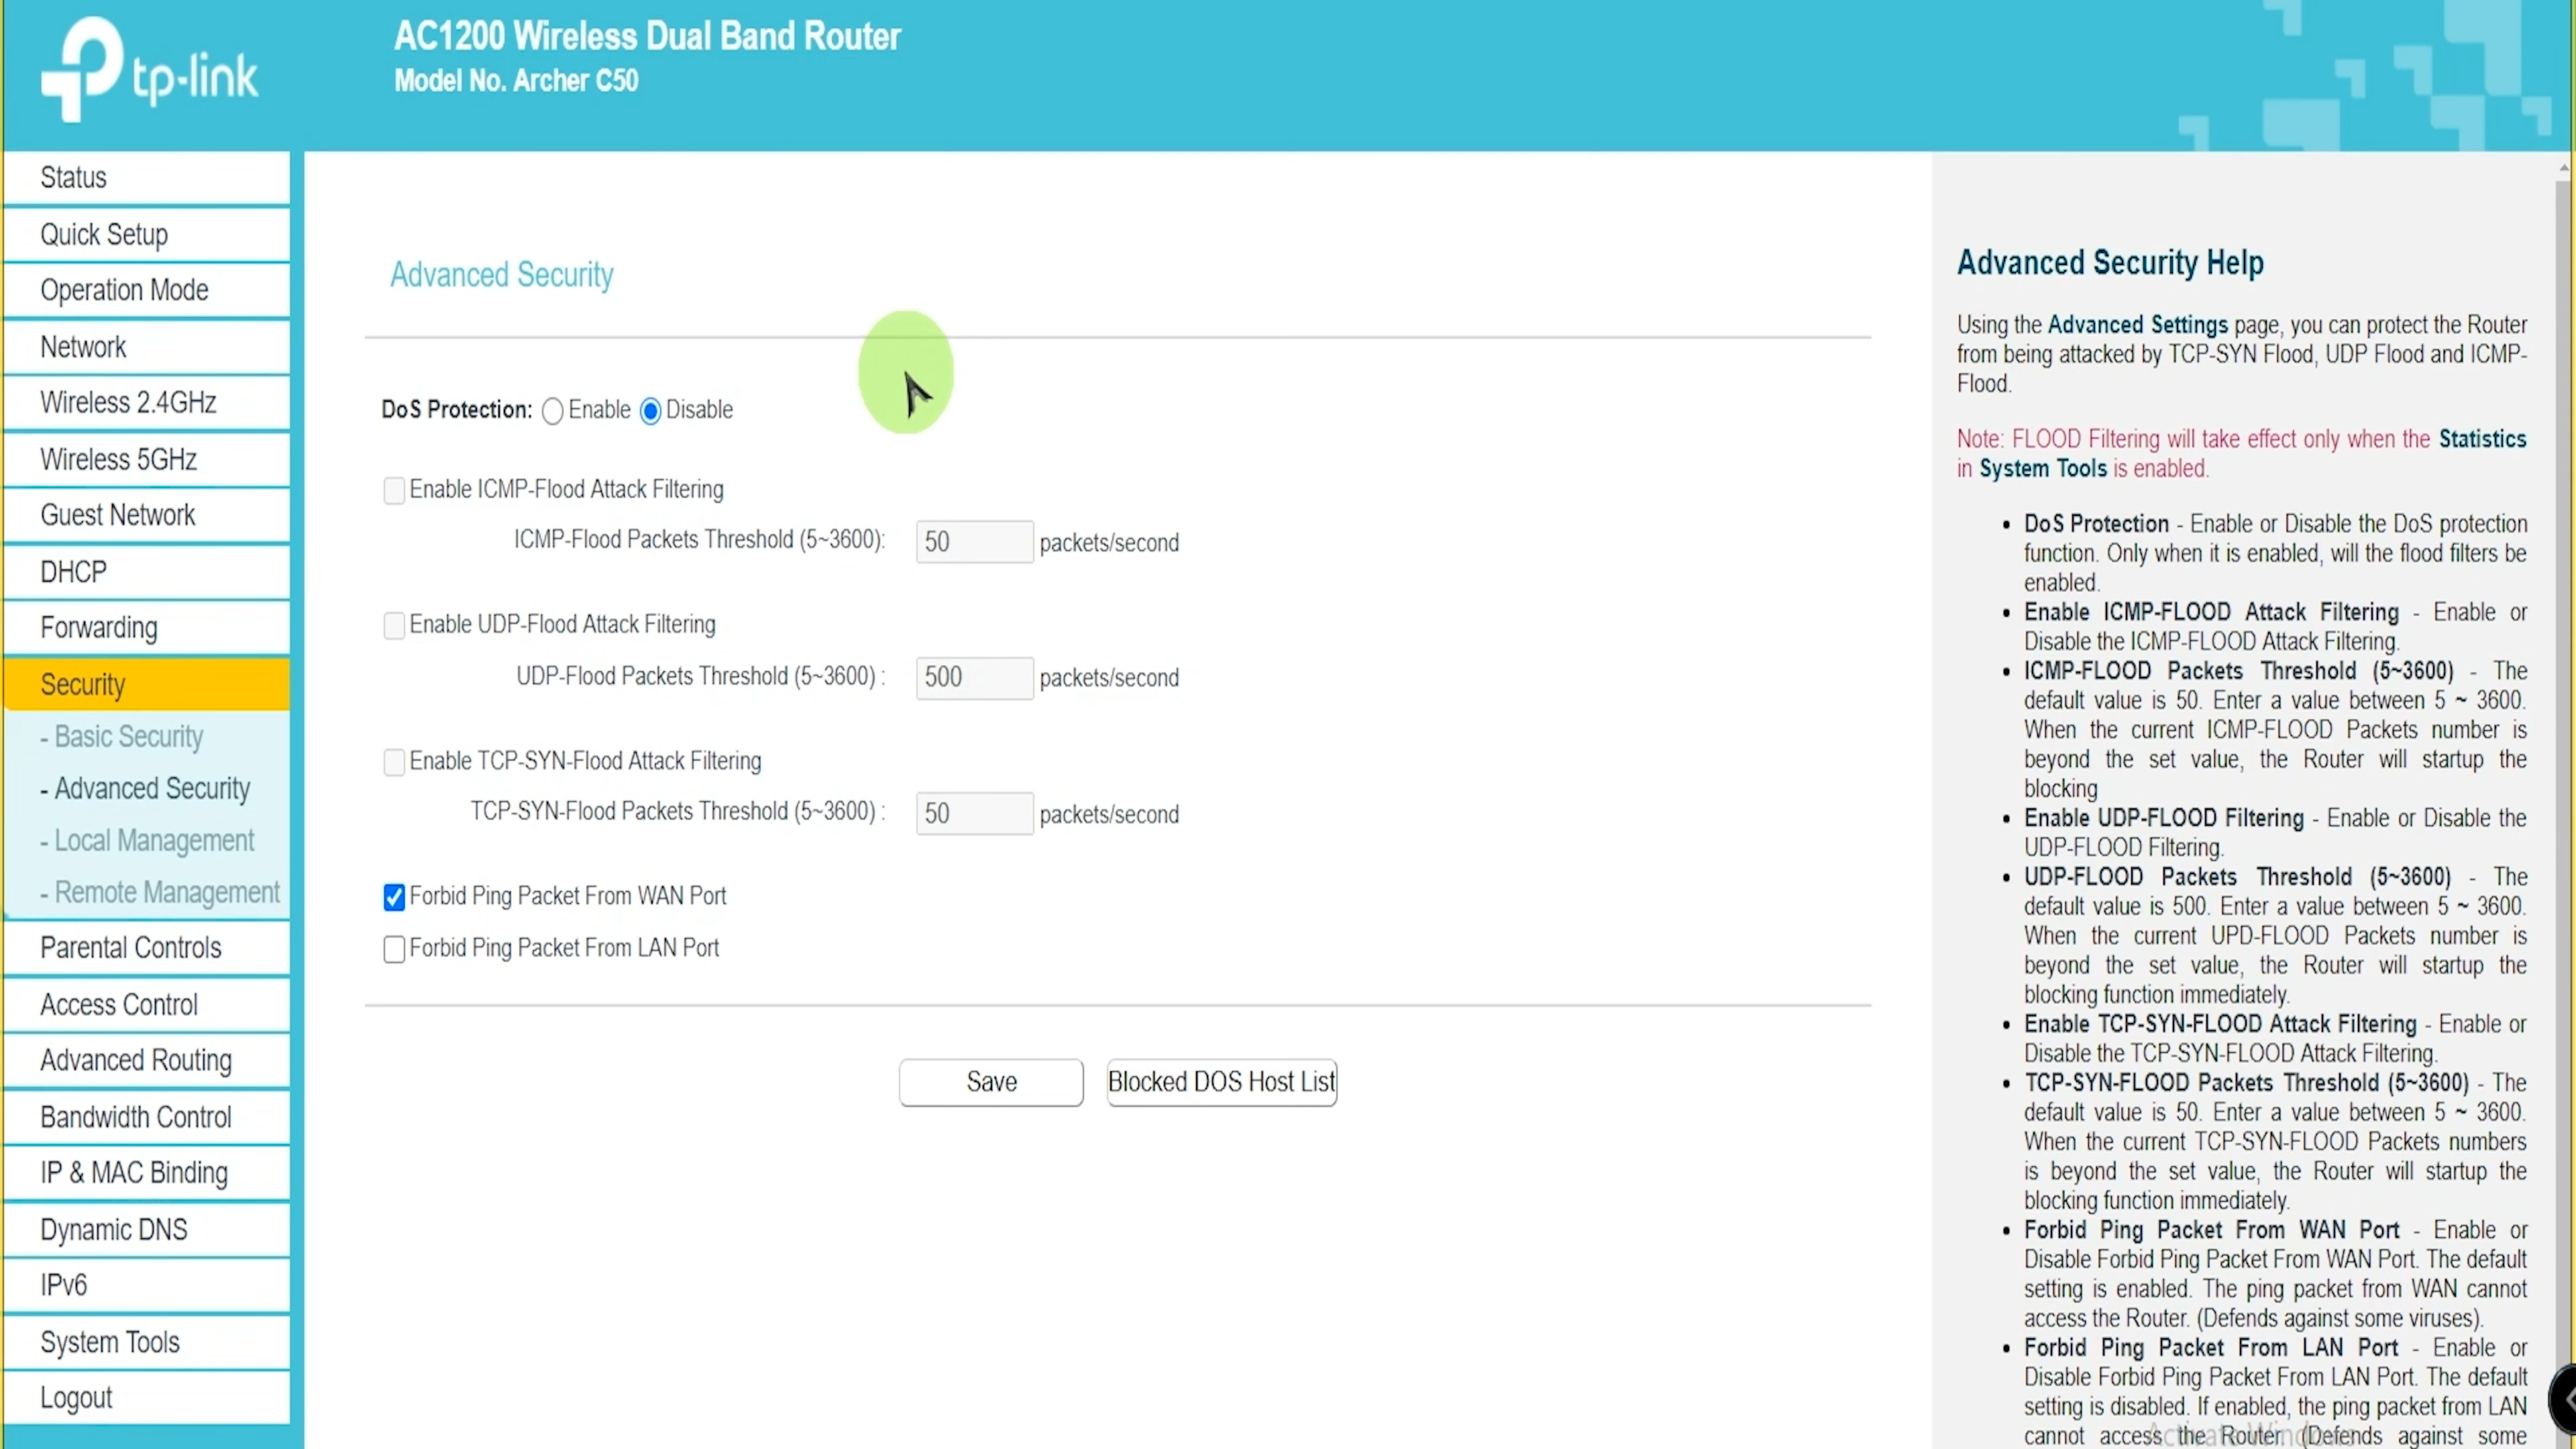 tp-link
AC1200 Wireless Dual Band Router
Model No. Archer C50
Status
Quick Setup
Operation Mode
Network
Wireless 2.4GHz
Wireless 5GHz
Guest Network
DHCP
Forwarding
Security
- Basic Security
- Advanced Security
- Local Management
- Remote Management
Parental Controls
Access Control
Advanced Routing
Bandwidth Control
IP & MAC Binding
Dynamic DNS
IPv6
System Tools
Logout
Advanced Security
DoS Protection: Enable Disable
Enable ICMP-Flood Attack Filtering
ICMP-Flood Packets Threshold (5~3600): 50 packets/second
Enable UDP-Flood Attack Filtering
UDP-Flood Packets Threshold (5~3600) : 500 packets/second
Enable TCP-SYN-Flood Attack Filtering
TCP-SYN-Flood Packets Threshold (5~3600) : 50 packets/second
Forbid Ping Packet From WAN Port
Forbid Ping Packet From LAN Port
Save Blocked DOS Host List
Advanced Security Help
Using the Advanced Settings page, you can protect the Router
from being attacked by TCP-SYN Flood, UDP Flood and ICMP-
Flood.
Note: FLOOD Filtering will take effect only when the Statistics
in System Tools is enabled.
• DoS Protection - Enable or Disable the DoS protection
function. Only when it is enabled, will the flood filters be
enabled.
• Enable ICMP-FLOOD Attack Filtering - Enable or
Disable the ICMP-FLOOD Attack Filtering.
• ICMP-FLOOD Packets Threshold (5~3600) - The
default value is 50. Enter a value between 5 ~ 3600.
When the current ICMP-FLOOD Packets number is
beyond the set value, the Router will startup the
blocking
• Enable UDP-FLOOD Filtering - Enable or Disable the
UDP-FLOOD Filtering.
• UDP-FLOOD Packets Threshold (5~3600) - The
default value is 500. Enter a value between 5 ~ 3600.
When the current UPD-FLOOD Packets number is
beyond the set value, the Router will startup the
blocking function immediately.
• Enable TCP-SYN-FLOOD Attack Filtering - Enable or
Disable the TCP-SYN-FLOOD Attack Filtering.
• TCP-SYN-FLOOD Packets Threshold (5~3600) - The
default value is 50. Enter a value between 5 ~ 3600.
When the current TCP-SYN-FLOOD Packets numbers
is beyond the set value, the Router will startup the
blocking function immediately.
• Forbid Ping Packet From WAN Port - Enable or
Disable Forbid Ping Packet From WAN Port. The default
setting is enabled. The ping packet from WAN cannot
access the Router. (Defends against some viruses).
• Forbid Ping Packet From LAN Port - Enable or
Disable Forbid Ping Packet From LAN Port. The default
setting is disabled. If enabled, the ping packet from LAN
cannot access the Router. (Defends against some
Activate Windows